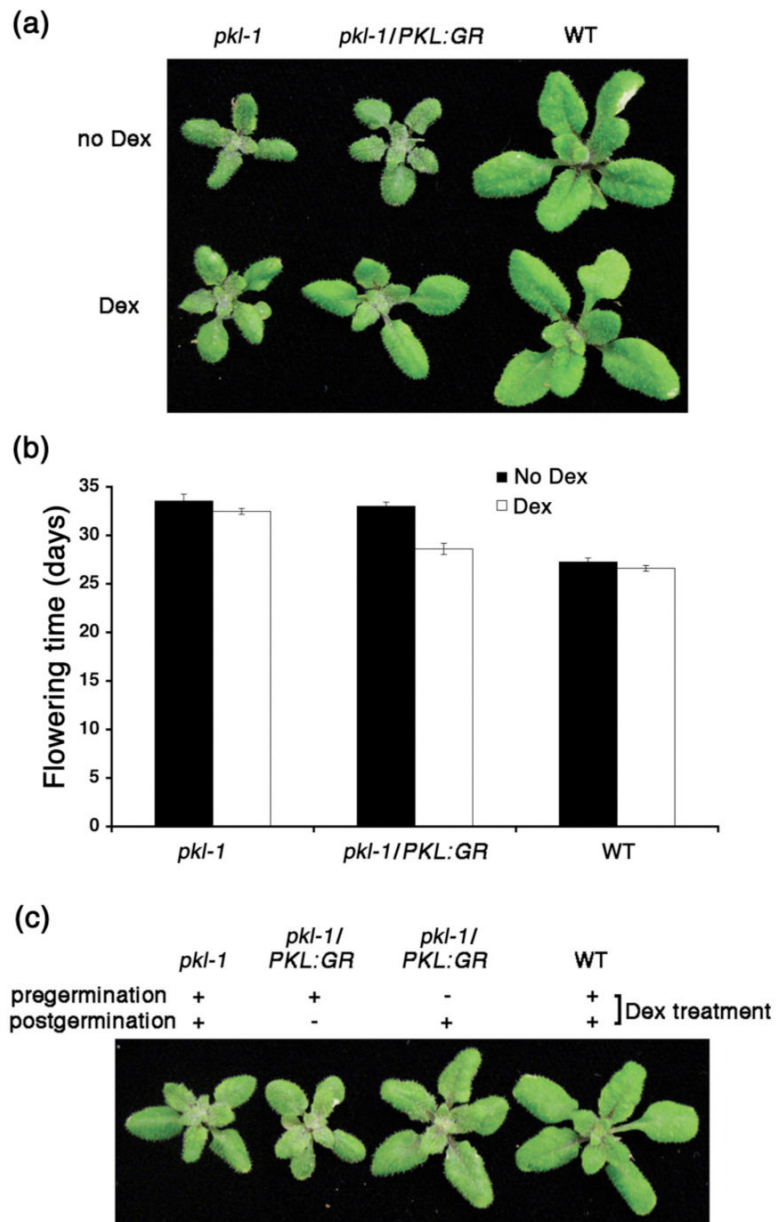 (a)
pkl-1 pkl-1/PKL:GR WT
no Dex
Dex
(b)
No Dex
Dex
35
33
25
20
33
10
5
0
Flowering time (days)
pkl-1 pkl-1/PKL:GR WT
(c)
pkl-1/ pkl-1/
pkl-1 PKL:GR PKL:GR WT
pregermination + + - +
postgermination + - + +
Dex treatment